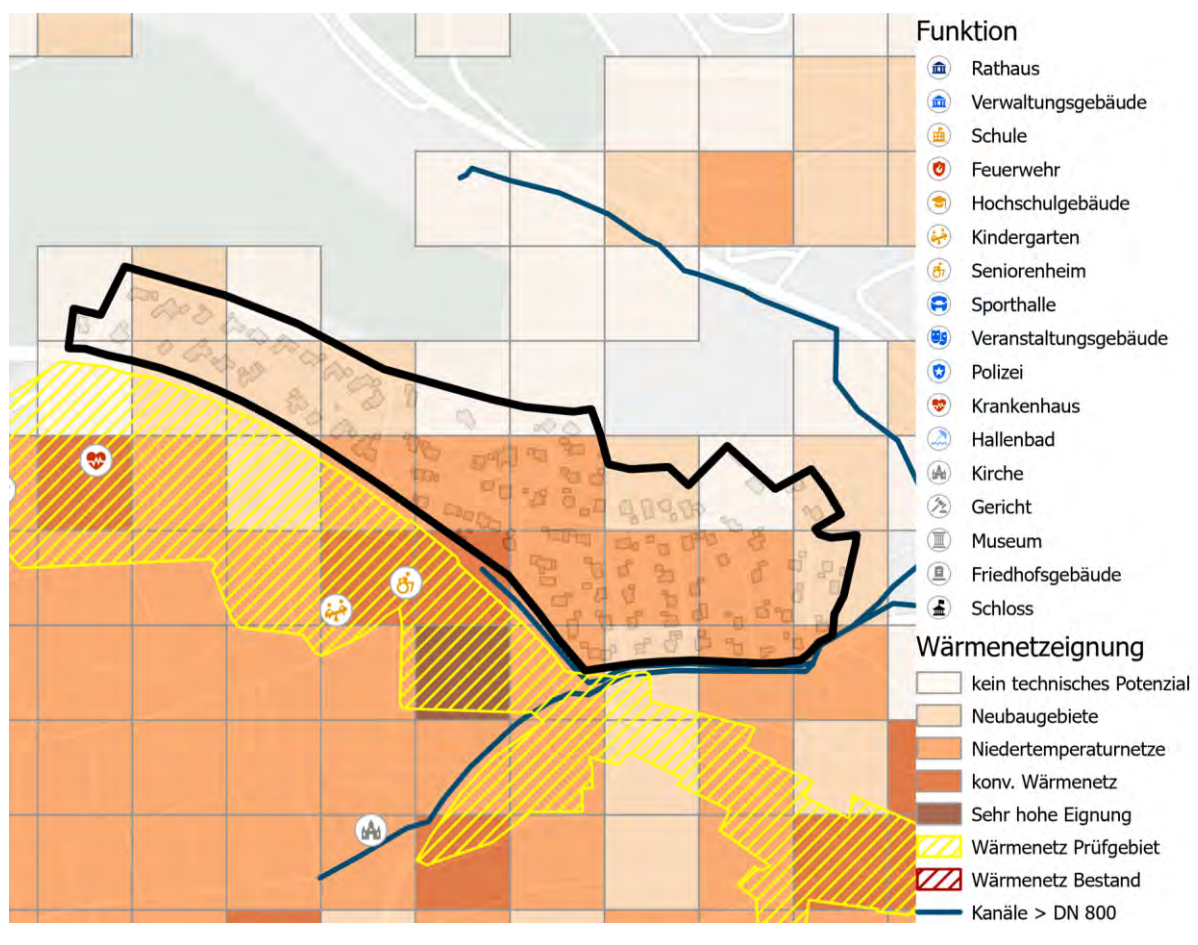 Funktion
Rathaus
Verwaltungsgebäude
Schule
Feuerwehr
Hochschulgebäude
Kindergarten
Seniorenheim
Sporthalle
Veranstaltungsgebäude
Polizei
Krankenhaus
Hallenbad
Kirche
Gericht
Museum
Friedhofsgebäude
Schloss
Wärmenetzeignung
kein technisches Potenzial
Neubaugebiete
Niedertemperaturnetze
konv. Wärmenetz
Sehr hohe Eignung
Wärmenetz Prüfgebiet
Wärmenetz Bestand
Kanäle > DN 800